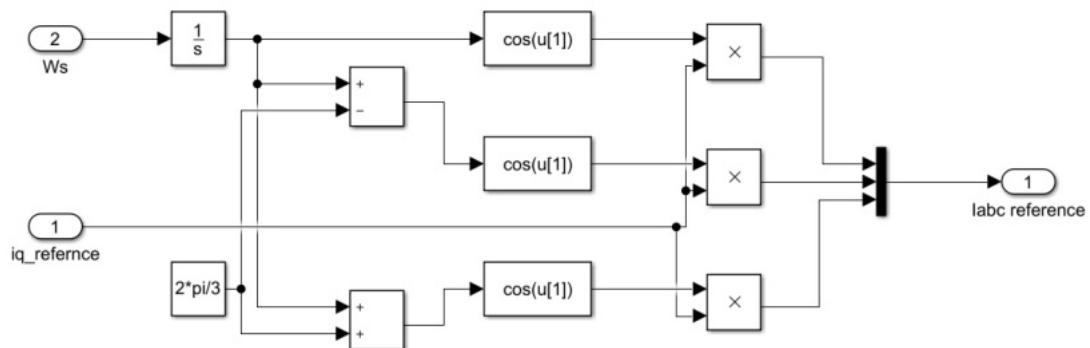 2
Ws
1
s
cos(u[1])
×
+
−
cos(u[1])
×
1
Iabc reference
1
iq_refernce
2*pi/3
+
+
cos(u[1])
×